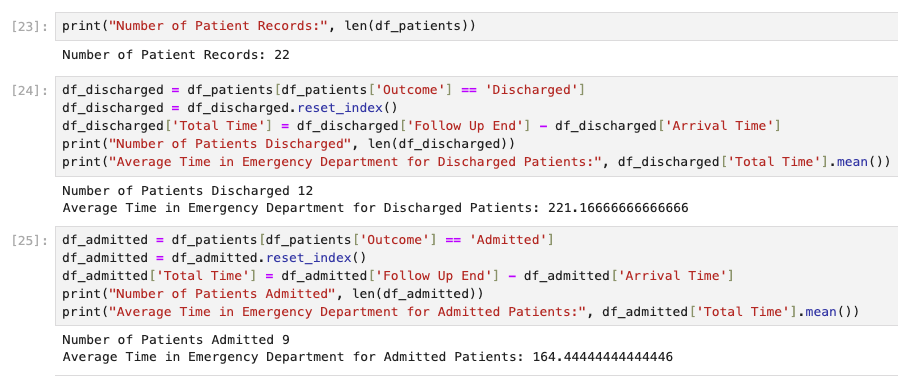 [23]: print("Number of Patient Records:", len(df_patients))
Number of Patient Records: 22
[24]: df_discharged = df_patients[df_patients['Outcome'] == 'Discharged']
df_discharged = df_discharged.reset_index()
df_discharged['Total Time'] = df_discharged['Follow Up End'] - df_discharged['Arrival Time']
print("Number of Patients Discharged", len(df_discharged))
print("Average Time in Emergency Department for Discharged Patients:", df_discharged['Total Time'].mean())
Number of Patients Discharged 12
Average Time in Emergency Department for Discharged Patients: 221.16666666666666
[25]: df_admitted = df_patients[df_patients['Outcome'] == 'Admitted']
df_admitted = df_admitted.reset_index()
df_admitted['Total Time'] = df_admitted['Follow Up End'] - df_admitted['Arrival Time']
print("Number of Patients Admitted", len(df_admitted))
print("Average Time in Emergency Department for Admitted Patients:", df_admitted['Total Time'].mean())
Number of Patients Admitted 9
Average Time in Emergency Department for Admitted Patients: 164.44444444444446